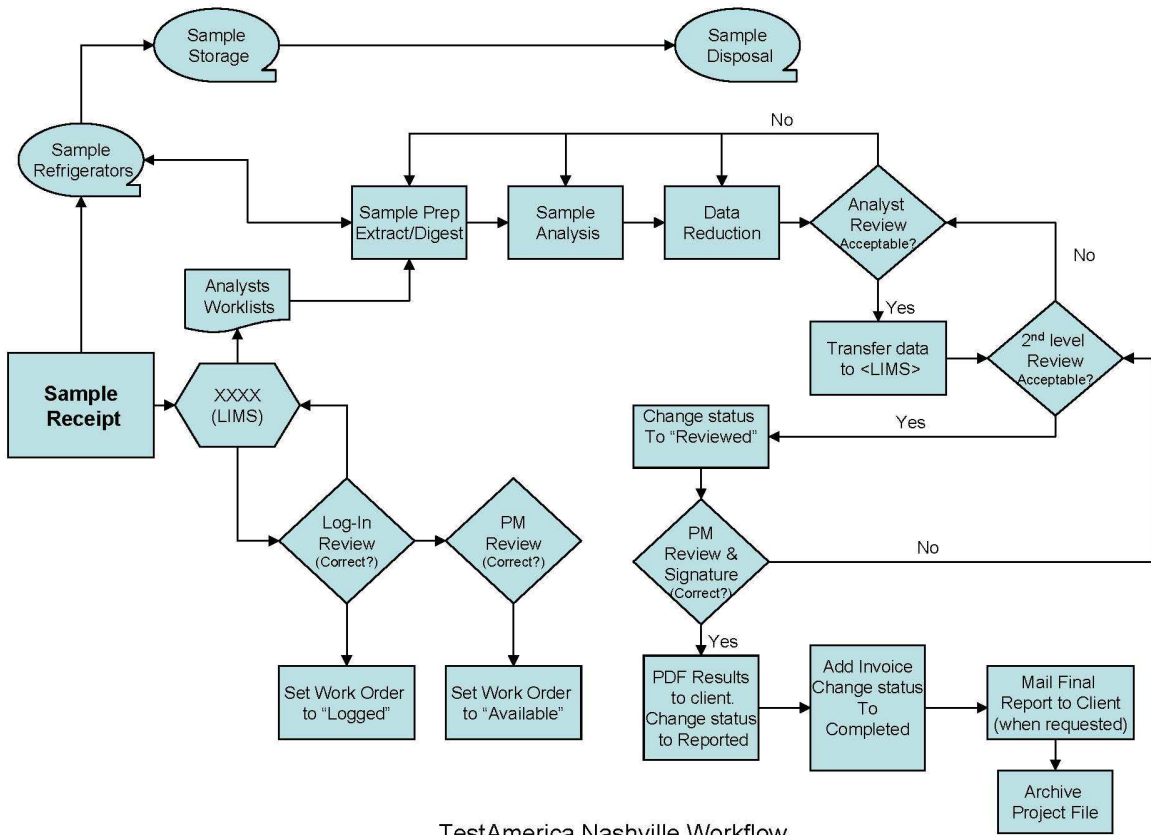 Sample
Storage
Sample
Disposal
Sample
Refrigerators
No
Sample Prep
Extract/Digest
Sample
Analysis
Data
Reduction
Analyst
Review
Acceptable?
No
Analysts
Worklists
Yes
Sample
Receipt
XXXX
(LIMS)
Transfer data
to <LIMS>
2nd level
Review
Acceptable?
Change status
To “Reviewed”
Yes
Log-In
Review
(Correct?)
PM
Review
(Correct?)
PM
Review &
Signature
(Correct?)
No
Yes
Set Work Order
to “Logged”
Set Work Order
to “Available”
PDF Results
to client.
Change status
to Reported
Add Invoice
Change status
To
Completed
Mail Final
Report to Client
(when requested)
Archive
Project File
TestAmerica Nashville Workflow